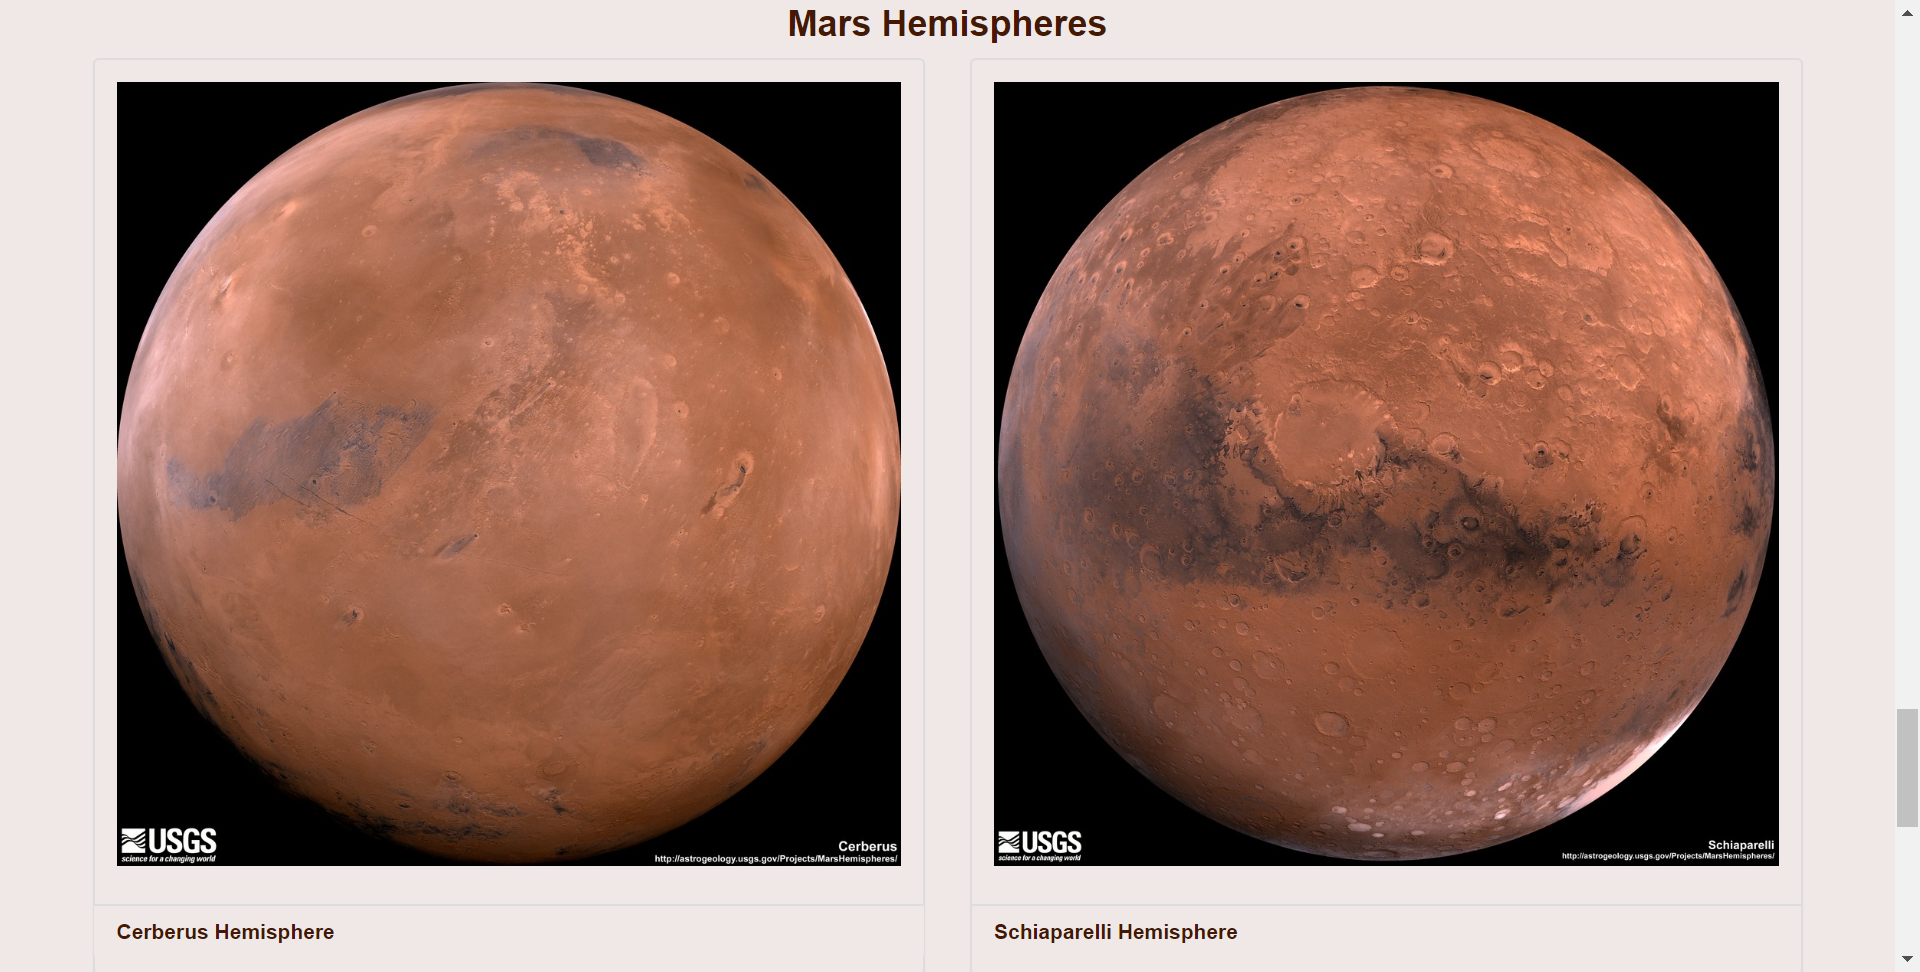 Mars Hemispheres
USGS
science for a changing world
Cerberus
http://astrogeology.usgs.gov/Projects/MarsHemispheres/
USGS
science for a changing world
Schiaparelli
http://astrogeology.usgs.gov/Projects/MarsHemispheres/
Cerberus Hemisphere
Schiaparelli Hemisphere